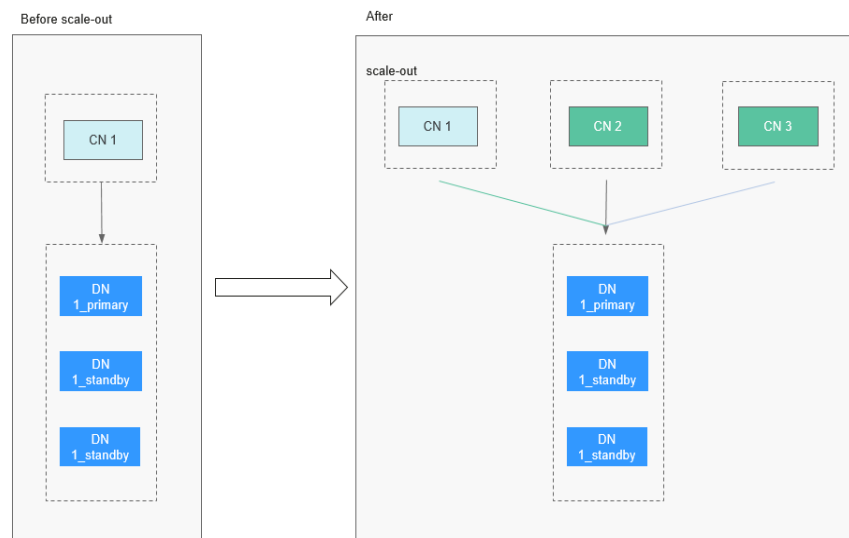 Before scale-out
CN 1
DN
1_primary
DN
1_standby
DN
1_standby
After
scale-out
CN 1
CN 2
CN 3
DN
1_primary
DN
1_standby
DN
1_standby